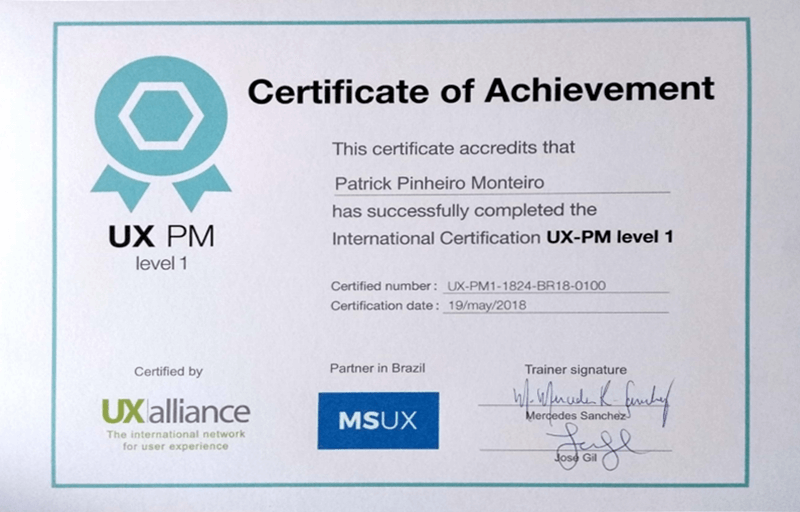 Certificate of Achievement
This certificate accredits that
Patrick Pinheiro Monteiro
has successfully completed the
International Certification UX-PM level 1
UX PM
level 1
Certified number : UX-PM1-1824-BR18-0100
Certification date : 19/may/2018
Certified by
UXalliance
The international network
for user experience
Partner in Brazil
MSUX
Trainer signature
Mercedes Sanchez
José Gil